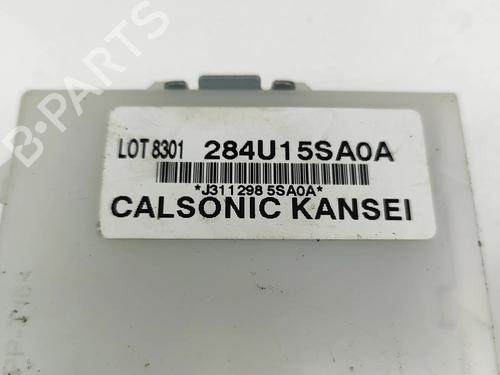 LOT 8301 284U15SA0A
*J311298 5SA0A*
CALSONIC KANSEI
B-PARTS